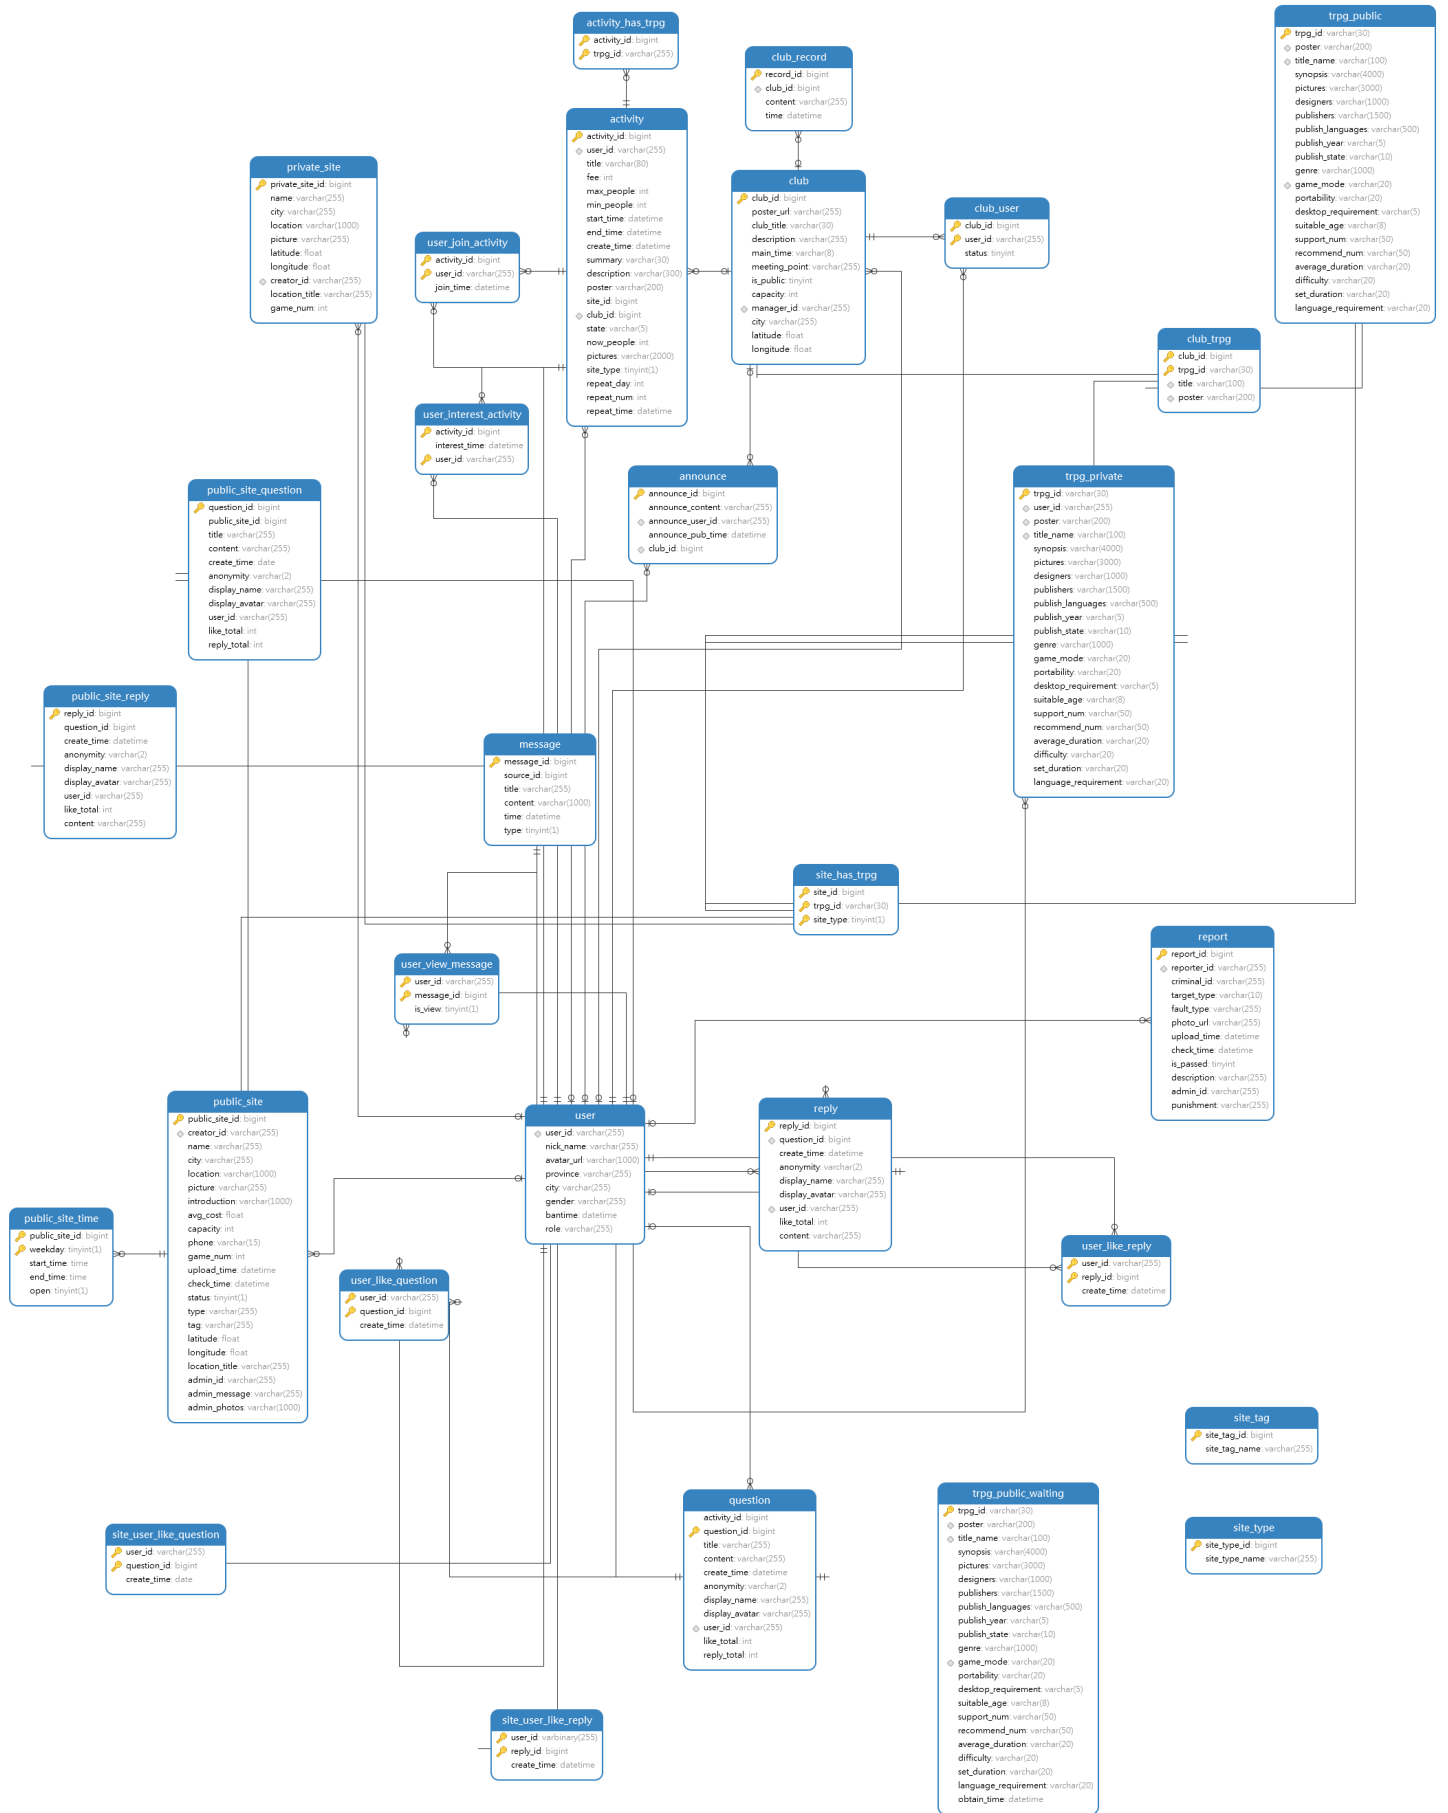 activity_has_trpg
activity_id: bigint
trpg_id: varchar(255)
club_record
record_id: bigint
club_id: bigint
content: varchar(255)
time: datetime
trpg_public
trpg_id: varchar(30)
poster: varchar(200)
title_name: varchar(100)
synopsis: varchar(4000)
pictures: varchar(3000)
designers: varchar(1000)
publishers: varchar(1500)
publish_languages: varchar(500)
publish_year: varchar(5)
publish_state: varchar(10)
genre: varchar(1000)
game_mode: varchar(20)
portability: varchar(20)
desktop_requirement: varchar(5)
suitable_age: varchar(8)
support_num: varchar(50)
recommend_num: varchar(50)
average_duration: varchar(20)
difficulty: varchar(20)
set_duration: varchar(20)
language_requirement: varchar(20)
activity
activity_id: bigint
user_id: varchar(255)
title: varchar(80)
fee: int
max_people: int
min_people: int
start_time: datetime
end_time: datetime
create_time: datetime
summary: varchar(30)
description: varchar(300)
poster: varchar(200)
site_id: bigint
club_id: bigint
state: varchar(5)
now_people: int
pictures: varchar(2000)
site_type: tinyint(1)
repeat_day: int
repeat_num: int
repeat_time: datetime
private_site
private_site_id: bigint
name: varchar(255)
city: varchar(255)
location: varchar(1000)
picture: varchar(255)
latitude: float
longitude: float
creator_id: varchar(255)
location_title: varchar(255)
game_num: int
club
club_id: bigint
poster_url: varchar(255)
club_title: varchar(30)
description: varchar(255)
main_time: varchar(8)
meeting_point: varchar(255)
is_public: tinyint
capacity: int
manager_id: varchar(255)
city: varchar(255)
latitude: float
longitude: float
club_user
club_id: bigint
user_id: varchar(255)
status: tinyint
user_join_activity
activity_id: bigint
user_id: varchar(255)
join_time: datetime
club_trpg
club_id: bigint
trpg_id: varchar(30)
title: varchar(100)
poster: varchar(200)
user_interest_activity
activity_id: bigint
interest_time: datetime
user_id: varchar(255)
announce
announce_id: bigint
announce_content: varchar(255)
announce_user_id: varchar(255)
announce_pub_time: datetime
club_id: bigint
trpg_private
trpg_id: varchar(30)
user_id: varchar(255)
poster: varchar(200)
title_name: varchar(100)
synopsis: varchar(4000)
pictures: varchar(3000)
designers: varchar(1000)
publishers: varchar(1500)
publish_languages: varchar(500)
publish_year: varchar(5)
publish_state: varchar(10)
genre: varchar(1000)
game_mode: varchar(20)
portability: varchar(20)
desktop_requirement: varchar(5)
suitable_age: varchar(8)
support_num: varchar(50)
recommend_num: varchar(50)
average_duration: varchar(20)
difficulty: varchar(20)
set_duration: varchar(20)
language_requirement: varchar(20)
public_site_question
question_id: bigint
public_site_id: bigint
title: varchar(255)
content: varchar(255)
create_time: date
anonymity: varchar(2)
display_name: varchar(255)
display_avatar: varchar(255)
user_id: varchar(255)
like_total: int
reply_total: int
public_site_reply
reply_id: bigint
question_id: bigint
create_time: datetime
anonymity: varchar(2)
display_name: varchar(255)
display_avatar: varchar(255)
user_id: varchar(255)
like_total: int
content: varchar(255)
message
message_id: bigint
source_id: bigint
title: varchar(255)
content: varchar(1000)
time: datetime
type: tinyint(1)
site_has_trpg
site_id: bigint
trpg_id: varchar(30)
site_type: tinyint(1)
user_view_message
user_id: varchar(255)
message_id: bigint
is_view: tinyint(1)
report
report_id: bigint
reporter_id: varchar(255)
criminal_id: varchar(255)
target_type: varchar(10)
fault_type: varchar(255)
photo_url: varchar(255)
upload_time: datetime
check_time: datetime
is_passed: tinyint
description: varchar(255)
admin_id: varchar(255)
punishment: varchar(255)
public_site
public_site_id: bigint
creator_id: varchar(255)
name: varchar(255)
city: varchar(255)
location: varchar(1000)
picture: varchar(255)
introduction: varchar(1000)
avg_cost: float
capacity: int
phone: varchar(15)
game_num: int
upload_time: datetime
check_time: datetime
status: tinyint(1)
type: varchar(255)
tag: varchar(255)
latitude: float
longitude: float
location_title: varchar(255)
admin_id: varchar(255)
admin_message: varchar(255)
admin_photos: varchar(1000)
user
user_id: varchar(255)
nick_name: varchar(255)
avatar_url: varchar(1000)
province: varchar(255)
city: varchar(255)
gender: varchar(255)
bantime: datetime
role: varchar(255)
reply
reply_id: bigint
question_id: bigint
create_time: datetime
anonymity: varchar(2)
display_name: varchar(255)
display_avatar: varchar(255)
user_id: varchar(255)
like_total: int
content: varchar(255)
public_site_time
public_site_id: bigint
weekday: tinyint(1)
start_time: time
end_time: time
open: tinyint(1)
user_like_question
user_id: varchar(255)
question_id: bigint
create_time: datetime
user_like_reply
user_id: varchar(255)
reply_id: bigint
create_time: datetime
site_tag
site_tag_id: bigint
site_tag_name: varchar(255)
question
activity_id: bigint
question_id: bigint
title: varchar(255)
content: varchar(255)
create_time: datetime
anonymity: varchar(2)
display_name: varchar(255)
display_avatar: varchar(255)
user_id: varchar(255)
like_total: int
reply_total: int
trpg_public_waiting
trpg_id: varchar(30)
poster: varchar(200)
title_name: varchar(100)
synopsis: varchar(4000)
pictures: varchar(3000)
designers: varchar(1000)
publishers: varchar(1500)
publish_languages: varchar(500)
publish_year: varchar(5)
publish_state: varchar(10)
genre: varchar(1000)
game_mode: varchar(20)
portability: varchar(20)
desktop_requirement: varchar(5)
suitable_age: varchar(8)
support_num: varchar(50)
recommend_num: varchar(50)
average_duration: varchar(20)
difficulty: varchar(20)
set_duration: varchar(20)
language_requirement: varchar(20)
obtain_time: datetime
site_type
site_type_id: bigint
site_type_name: varchar(255)
site_user_like_question
user_id: varchar(255)
question_id: bigint
create_time: date
site_user_like_reply
user_id: varbinary(255)
reply_id: bigint
create_time: datetime